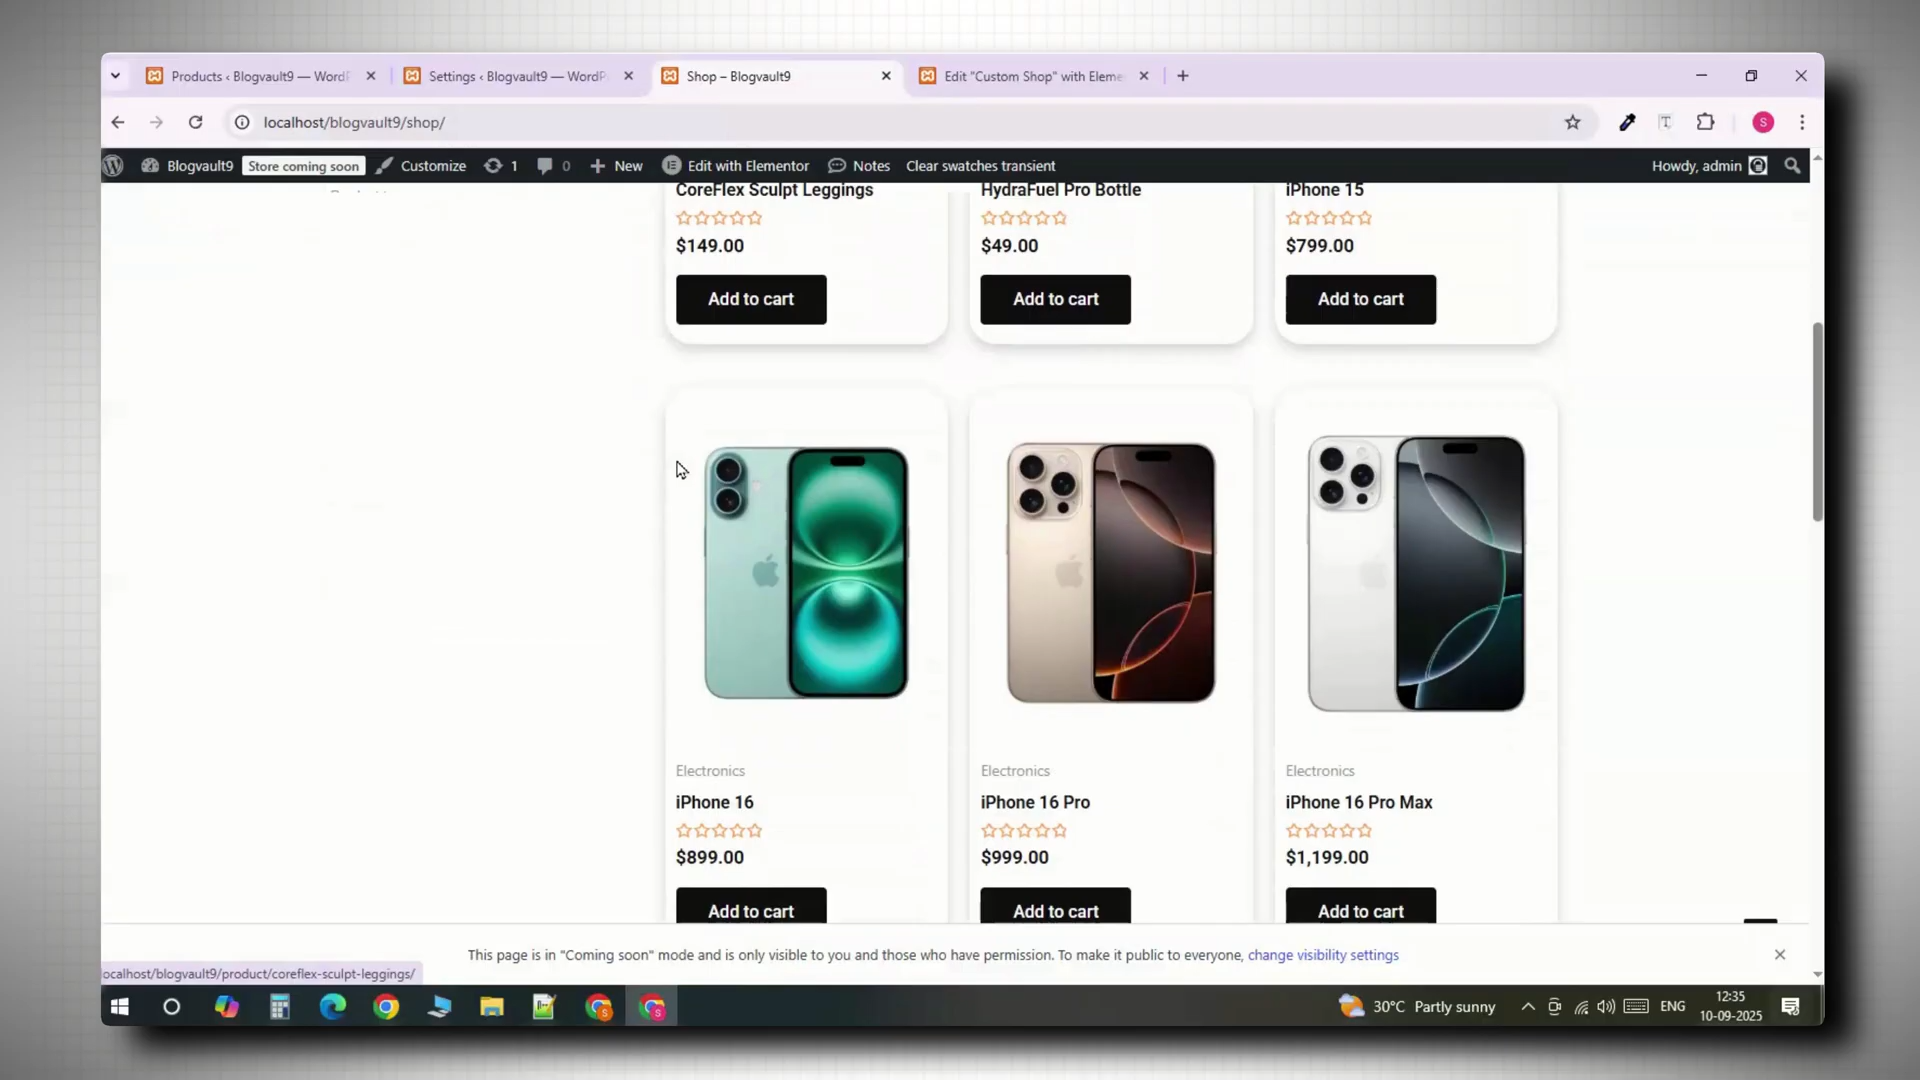 Products ‹ Blogvault9 — WordP
Settings ‹ Blogvault9 — WordP
Shop – Blogvault9
Edit "Custom Shop" with Eleme
localhost/blogvault9/shop/
S
Blogvault9
Store coming soon
Customize
1
0
New
Edit with Elementor
Notes
Clear swatches transient
Howdy, admin
CoreFlex Sculpt Leggings
HydraFuel Pro Bottle
iPhone 15
$149.00
$49.00
$799.00
Add to cart
Add to cart
Add to cart
Electronics
Electronics
Electronics
iPhone 16
iPhone 16 Pro
iPhone 16 Pro Max
$899.00
$999.00
$1,199.00
Add to cart
Add to cart
Add to cart
This page is in "Coming soon" mode and is only visible to you and those who have permission. To make it public to everyone, change visibility settings
localhost/blogvault9/product/coreflex-sculpt-leggings/
30°C Partly sunny
ENG
12:35
10-09-2025